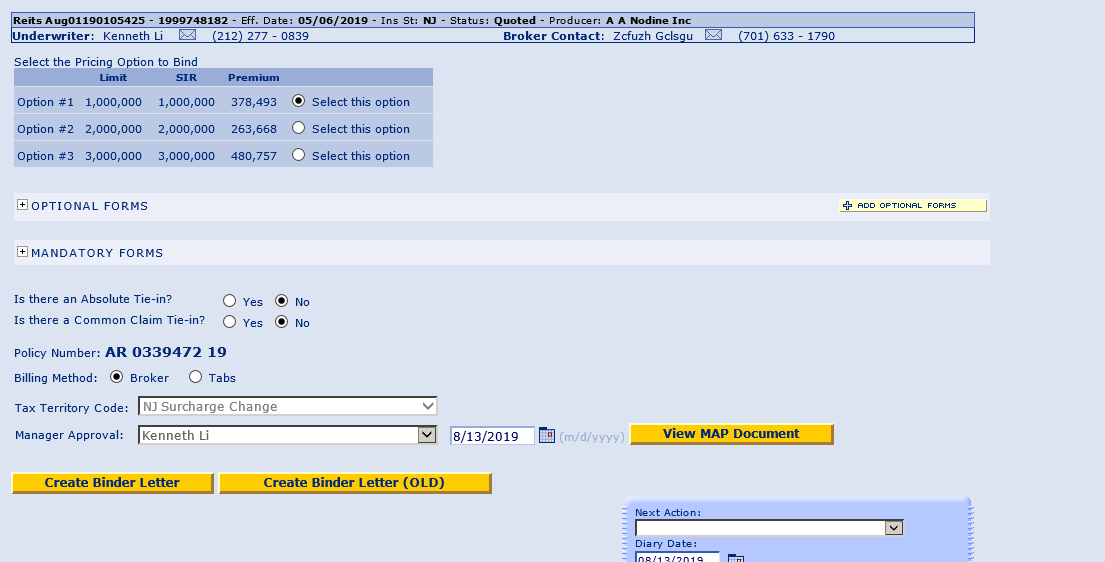 Reits Aug01190105425 - 1999748182 - Eff. Date: 05/06/2019 - Ins St: NJ - Status: Quoted - Producer: A A Nodine Inc
Underwriter: Kenneth Li (212) 277 - 0839 Broker Contact: Zcfuzh Gclsgu (701) 633 - 1790
Select the Pricing Option to Bind
Limit SIR Premium
Option #1 1,000,000 1,000,000 378,493 Select this option
Option #2 2,000,000 2,000,000 263,668 Select this option
Option #3 3,000,000 3,000,000 480,757 Select this option
OPTIONAL FORMS ADD OPTIONAL FORMS
MANDATORY FORMS
Is there an Absolute Tie-in? Yes No
Is there a Common Claim Tie-in? Yes No
Policy Number: AR 0339472 19
Billing Method: Broker Tabs
Tax Territory Code: NJ Surcharge Change
Manager Approval: Kenneth Li 8/13/2019 (m/d/yyyy) View MAP Document
Create Binder Letter Create Binder Letter (OLD)
Next Action:
Diary Date:
08/13/2019